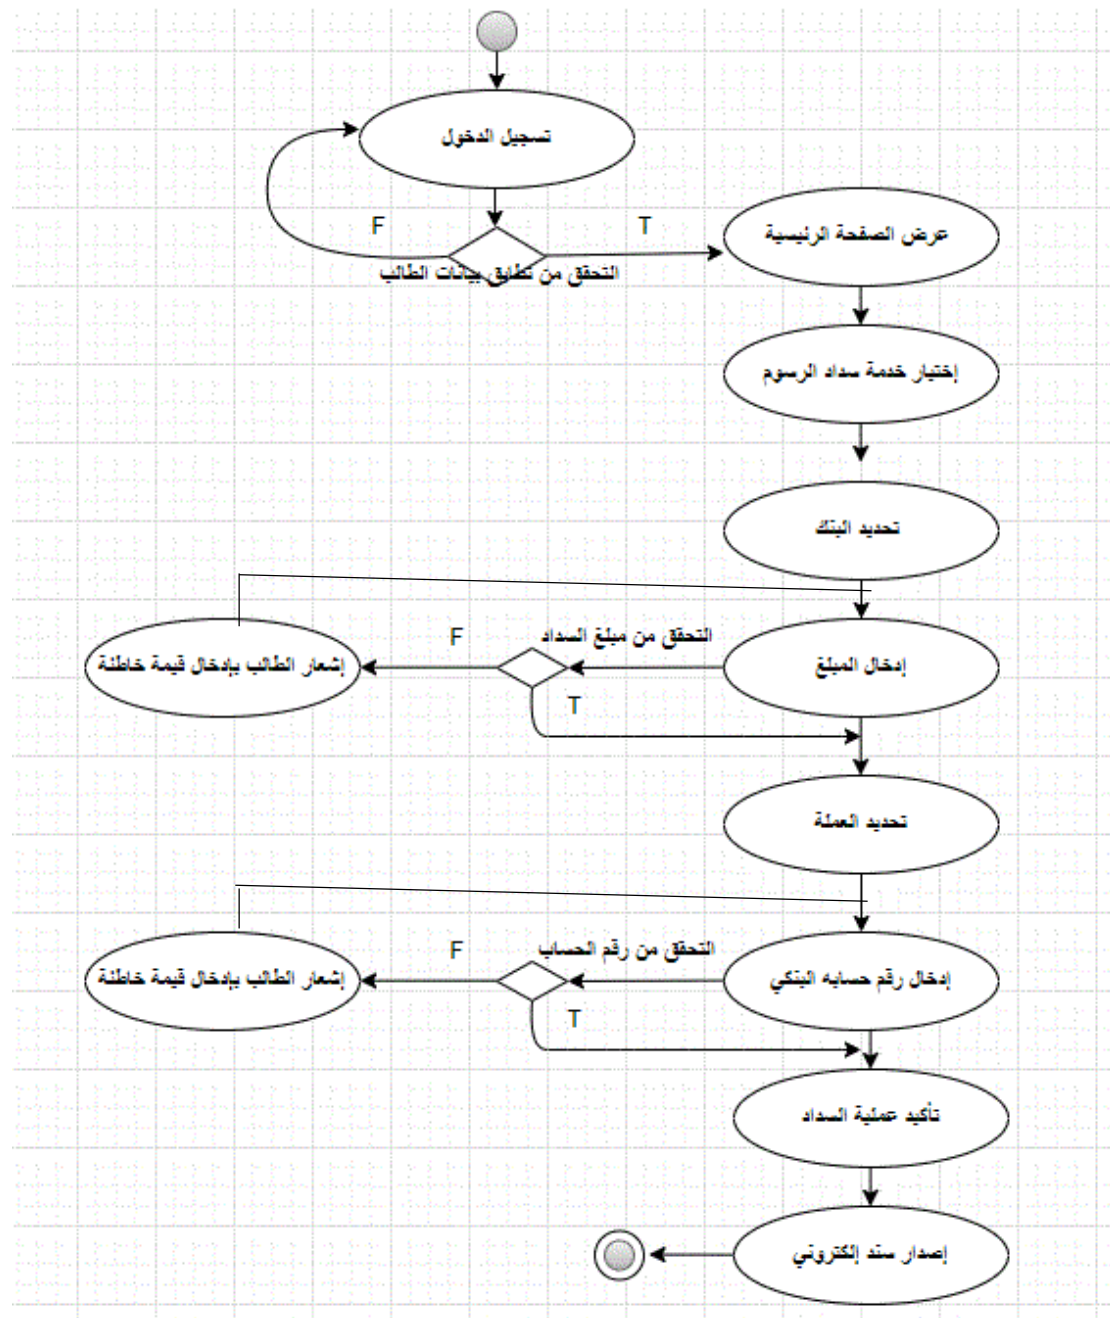 تسجيل الدخول
F
T
التحقق من تطابق بيانات الطالب
عرض الصفحة الرئيسية
إختيار خدمة سداد الرسوم
تحديد البنك
التحقق من مبلغ السداد
F
إشعار الطالب بإدخال قيمة خاطئة
إدخال المبلغ
T
تحديد العملة
التحقق من رقم الحساب
F
إشعار الطالب بإدخال قيمة خاطئة
إدخال رقم حسابه البنكي
T
تأكيد عملية السداد
إصدار سند إلكتروني